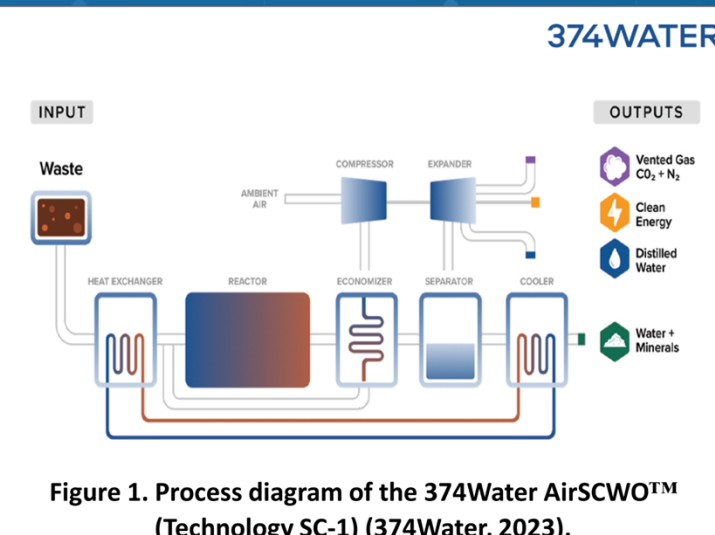 374WATER
INPUT
OUTPUTS
Waste
COMPRESSOR
EXPANDER
AMBIENT
AIR
Vented Gas
CO₂ + N₂
Clean
Energy
Distilled
Water
HEAT EXCHANGER
REACTOR
ECONOMIZER
SEPARATOR
COOLER
Water +
Minerals
Figure 1. Process diagram of the 374Water AirSCWO™
(Technology SC-1) (374Water, 2023).